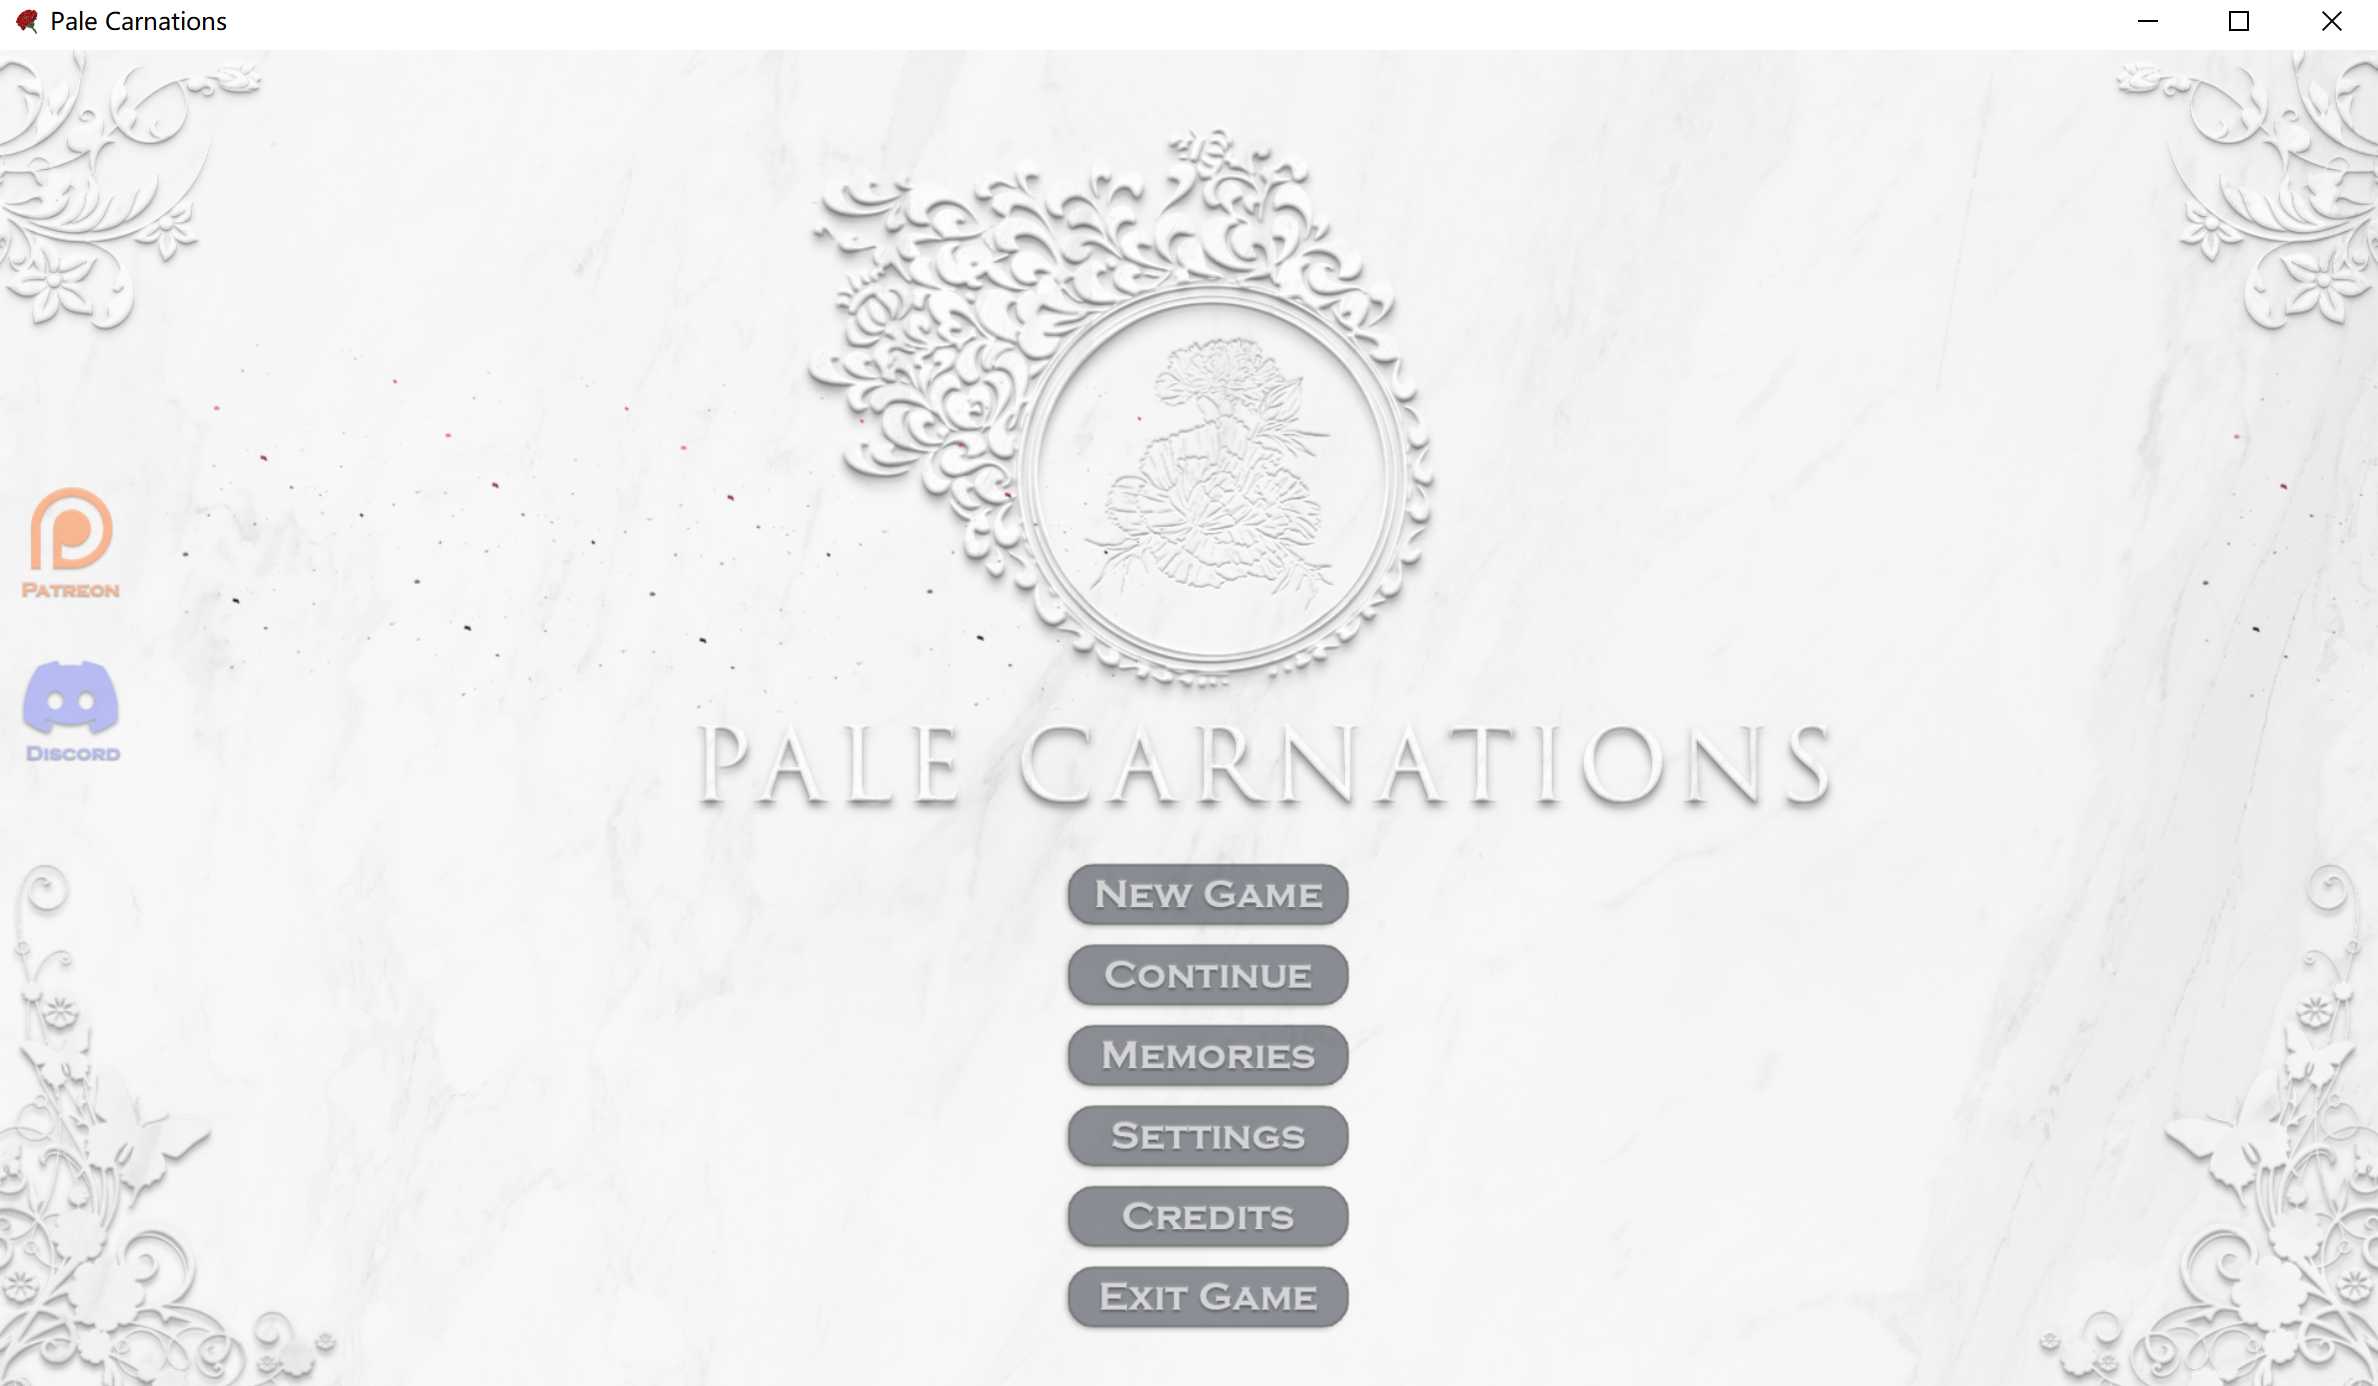 Pale Carnations
Patreon
Discord
PALE CARNATIONS
New Game
Continue
Memories
Settings
Credits
Exit Game